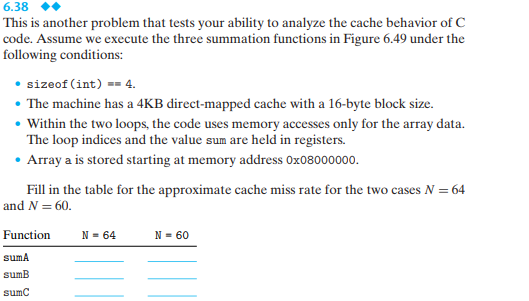 6.38 ◆◆
This is another problem that tests your ability to analyze the cache behavior of C
code. Assume we execute the three summation functions in Figure 6.49 under the
following conditions:
• sizeof(int) == 4.
• The machine has a 4KB direct-mapped cache with a 16-byte block size.
• Within the two loops, the code uses memory accesses only for the array data.
The loop indices and the value sum are held in registers.
• Array a is stored starting at memory address 0x08000000.
Fill in the table for the approximate cache miss rate for the two cases N = 64
and N = 60.
Function N = 64 N = 60
sumA
sumB
sumC